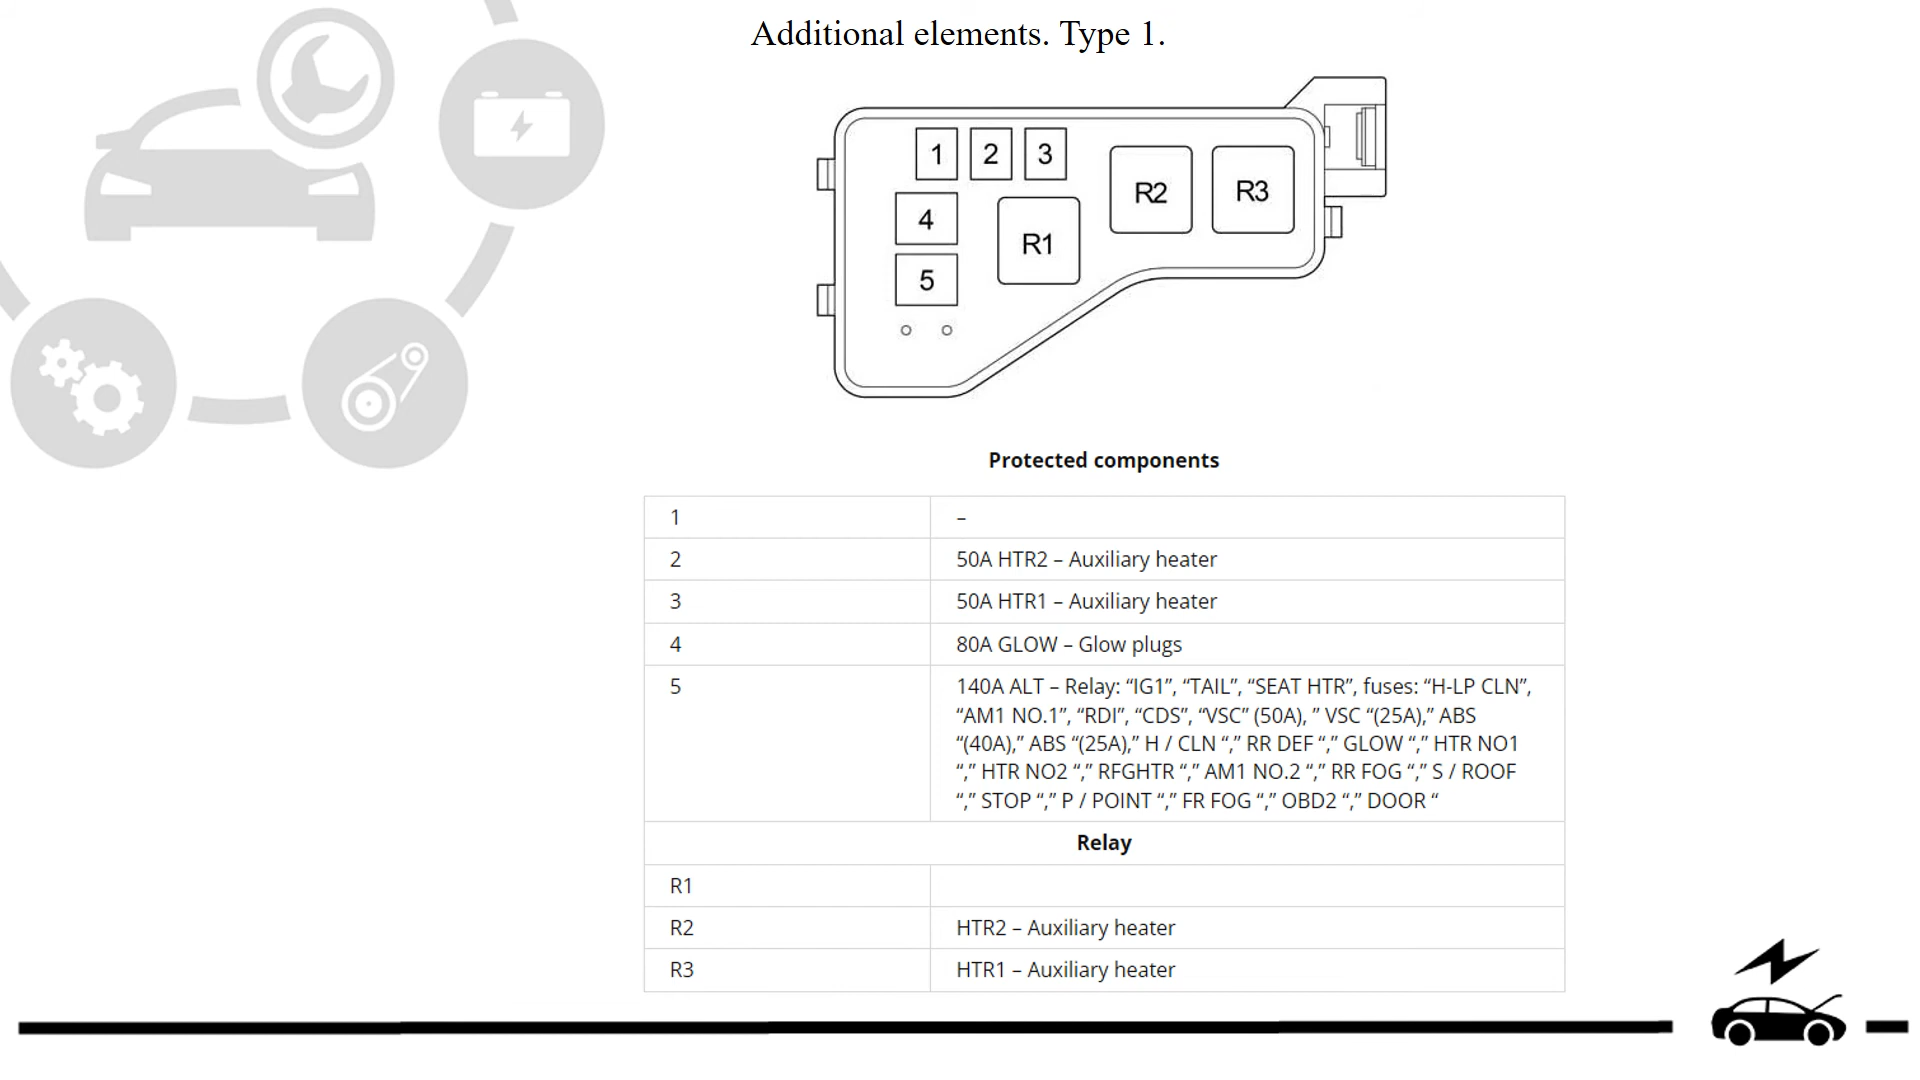 Additional elements. Type 1.
1 2 3
R2 R3
4
R1
5
Protected components
1 –
2 50A HTR2 – Auxiliary heater
3 50A HTR1 – Auxiliary heater
4 80A GLOW – Glow plugs
5 140A ALT – Relay: “IG1”, “TAIL”, “SEAT HTR”, fuses: “H-LP CLN”,
“AM1 NO.1”, “RDI”, “CDS”, “VSC” (50A), ” VSC “(25A),” ABS
“(40A),” ABS “(25A),” H / CLN “,” RR DEF “,” GLOW “,” HTR NO1
“,” HTR NO2 “,” RFGHTR “,” AM1 NO.2 “,” RR FOG “,” S / ROOF
“,” STOP “,” P / POINT “,” FR FOG “,” OBD2 “,” DOOR “
Relay
R1
R2 HTR2 – Auxiliary heater
R3 HTR1 – Auxiliary heater